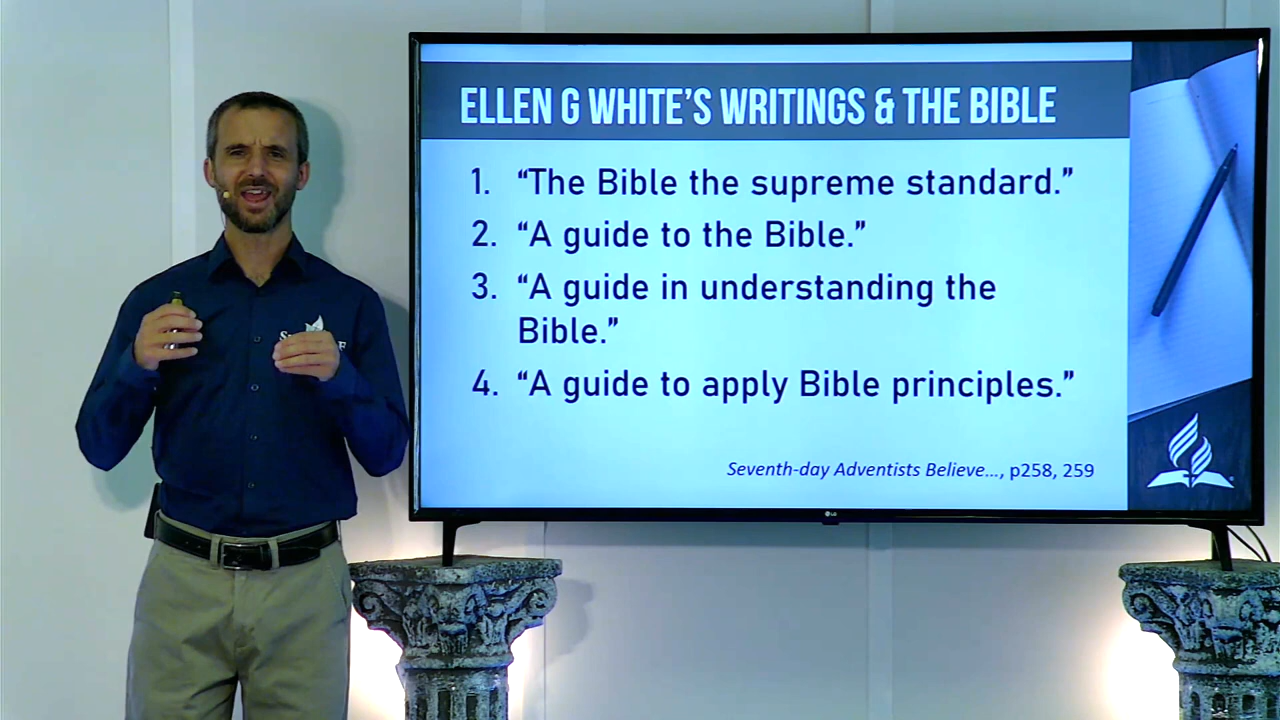 ELLEN G WHITE’S WRITINGS & THE BIBLE
1. “The Bible the supreme standard.”
2. “A guide to the Bible.”
3. “A guide in understanding the
Bible.”
4. “A guide to apply Bible principles.”
Seventh-day Adventists Believe..., p258, 259
LG